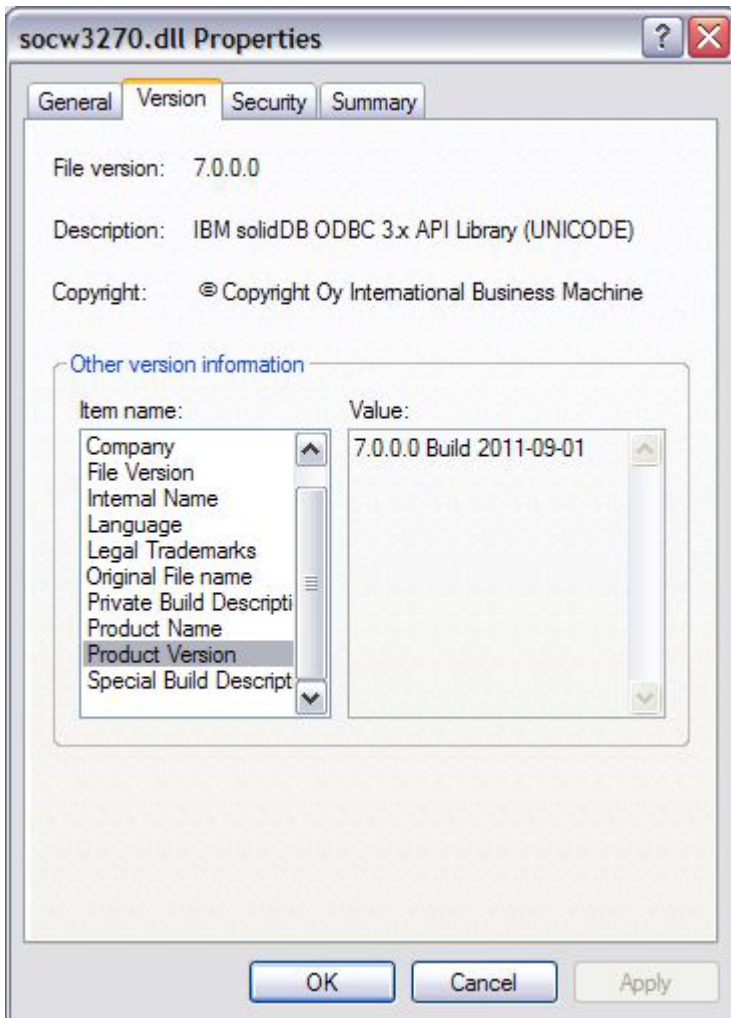 socw3270.dll Properties
General Version Security Summary
File version: 7.0.0.0
Description: IBM solidDB ODBC 3.x API Library (UNICODE)
Copyright: © Copyright Oy International Business Machine
Other version information
Item name: Value:
Company
File Version
Internal Name
Language
Legal Trademarks
Original File name
Private Build Descripti
Product Name
Product Version
Special Build Descript
7.0.0.0 Build 2011-09-01
OK Cancel Apply